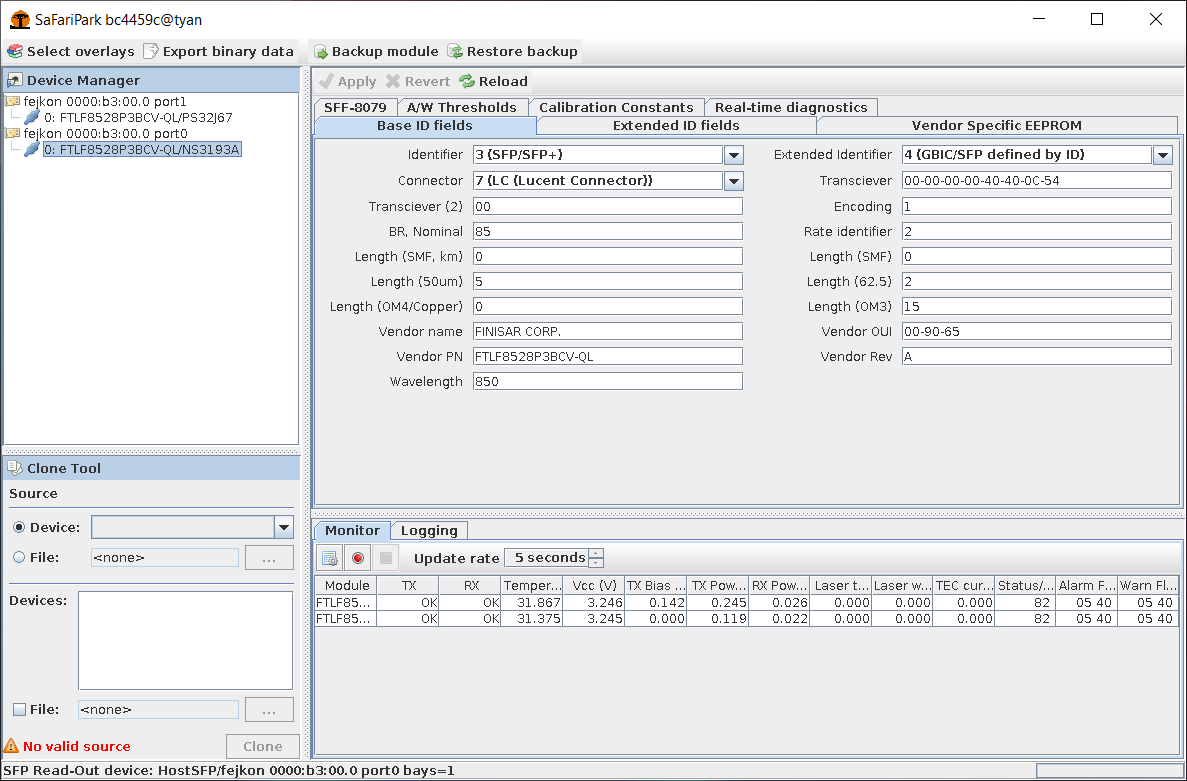 SaFariPark bc4459c@tyan
Select overlays Export binary data Backup module Restore backup
Device Manager
fejkon 0000:b3:00.0 port1
0: FTLF8528P3BCV-QL/PS32J67
fejkon 0000:b3:00.0 port0
0: FTLF8528P3BCV-QL/NS3193A
Apply Revert Reload
SFF-8079 A/W Thresholds Calibration Constants Real-time diagnostics
Base ID fields Extended ID fields Vendor Specific EEPROM
Identifier 3 {SFP/SFP+} Extended Identifier 4 {GBIC/SFP defined by ID}
Connector 7 {LC {Lucent Connector}} Transciever 00-00-00-00-40-40-0C-54
Transciever (2) 00 Encoding 1
BR, Nominal 85 Rate identifier 2
Length (SMF, km) 0 Length (SMF) 0
Length (50um) 5 Length (62.5) 2
Length (OM4/Copper) 0 Length (OM3) 15
Vendor name FINISAR CORP. Vendor OUI 00-90-65
Vendor PN FTLF8528P3BCV-QL Vendor Rev A
Wavelength 850
Clone Tool
Source
Device:
File: <none> ...
Devices:
File: <none> ...
No valid source Clone
Monitor Logging
Update rate 5 seconds
Module TX RX Temper... Vcc (V) TX Bias ... TX Pow... RX Pow... Laser t... Laser w... TEC cur... Status/... Alarm F... Warn Fl...
FTLF85... OK OK 31.867 3.246 0.142 0.245 0.026 0.000 0.000 0.000 82 05 40 05 40
FTLF85... OK OK 31.375 3.245 0.000 0.119 0.022 0.000 0.000 0.000 82 05 40 05 40
SFP Read-Out device: HostSFP/fejkon 0000:b3:00.0 port0 bays=1